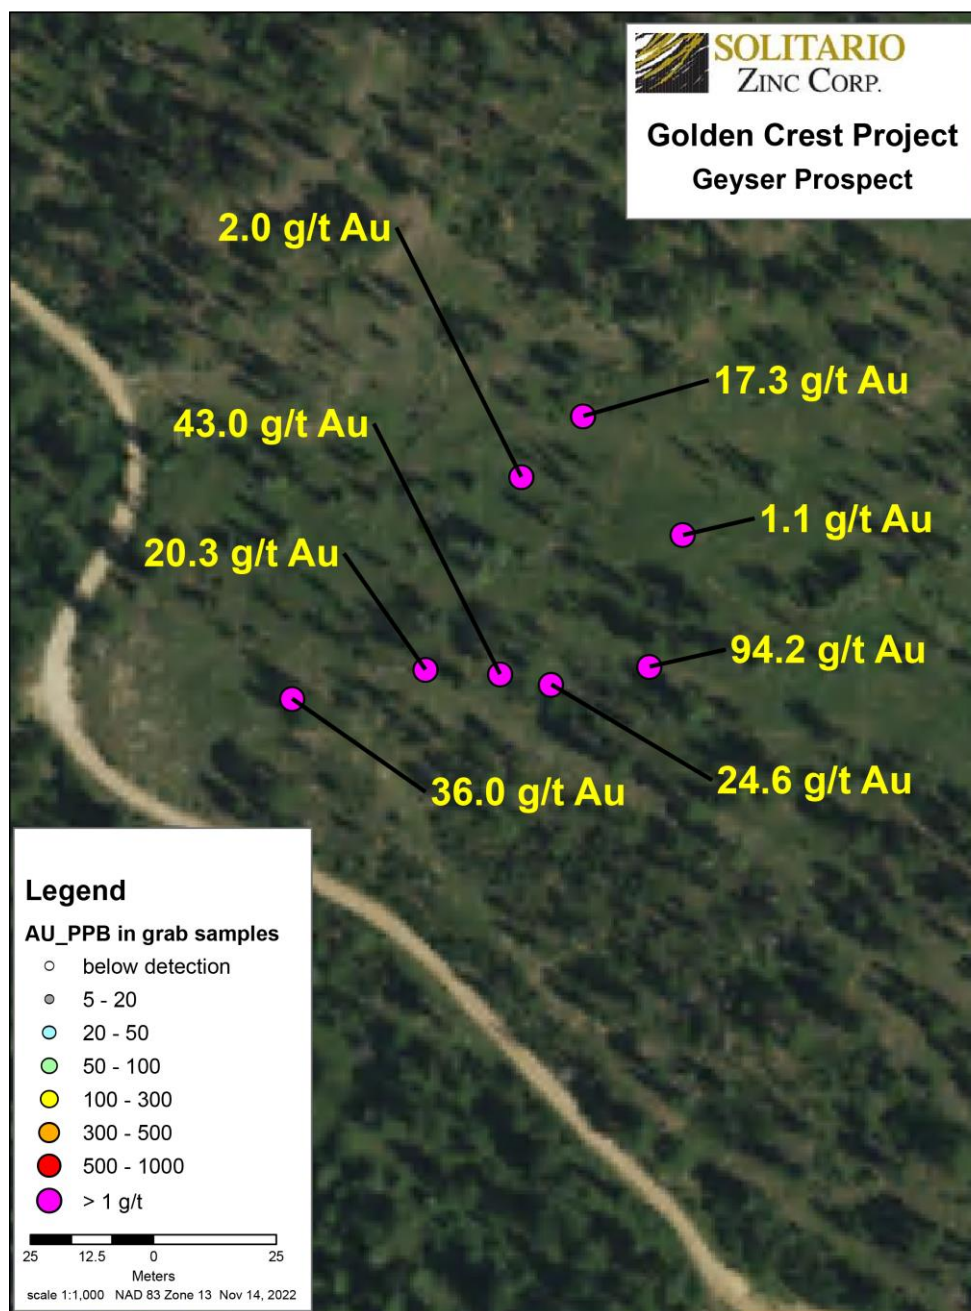 SOLITARIO
ZINC CORP.
Golden Crest Project
Geyser Prospect
2.0 g/t Au
17.3 g/t Au
43.0 g/t Au
1.1 g/t Au
20.3 g/t Au
94.2 g/t Au
36.0 g/t Au
24.6 g/t Au
Legend
AU_PPB in grab samples
below detection
5 - 20
20 - 50
50 - 100
100 - 300
300 - 500
500 - 1000
> 1 g/t
25 12.5 0 25
Meters
scale 1:1,000 NAD 83 Zone 13 Nov 14, 2022